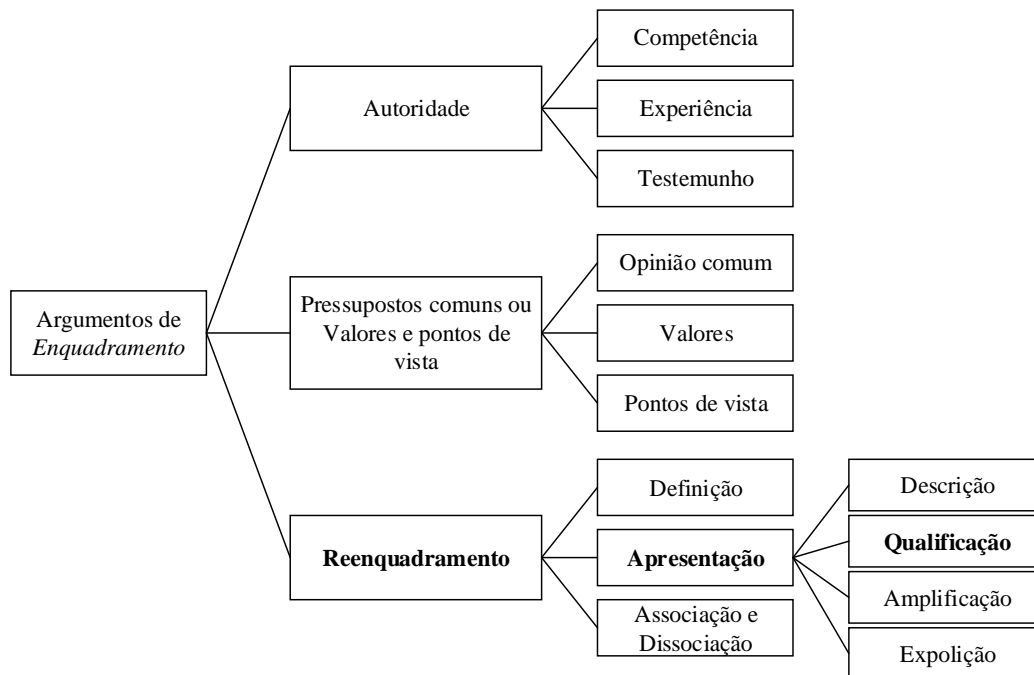 Competência
Autoridade
Experiência
Testemunho
Opinião comum
Argumentos de
Enquadramento
Pressupostos comuns ou
Valores e pontos de
vista
Valores
Pontos de vista
Definição
Descrição
Reenquadramento
Apresentação
Qualificação
Amplificação
Associação e
Dissociação
Expolição